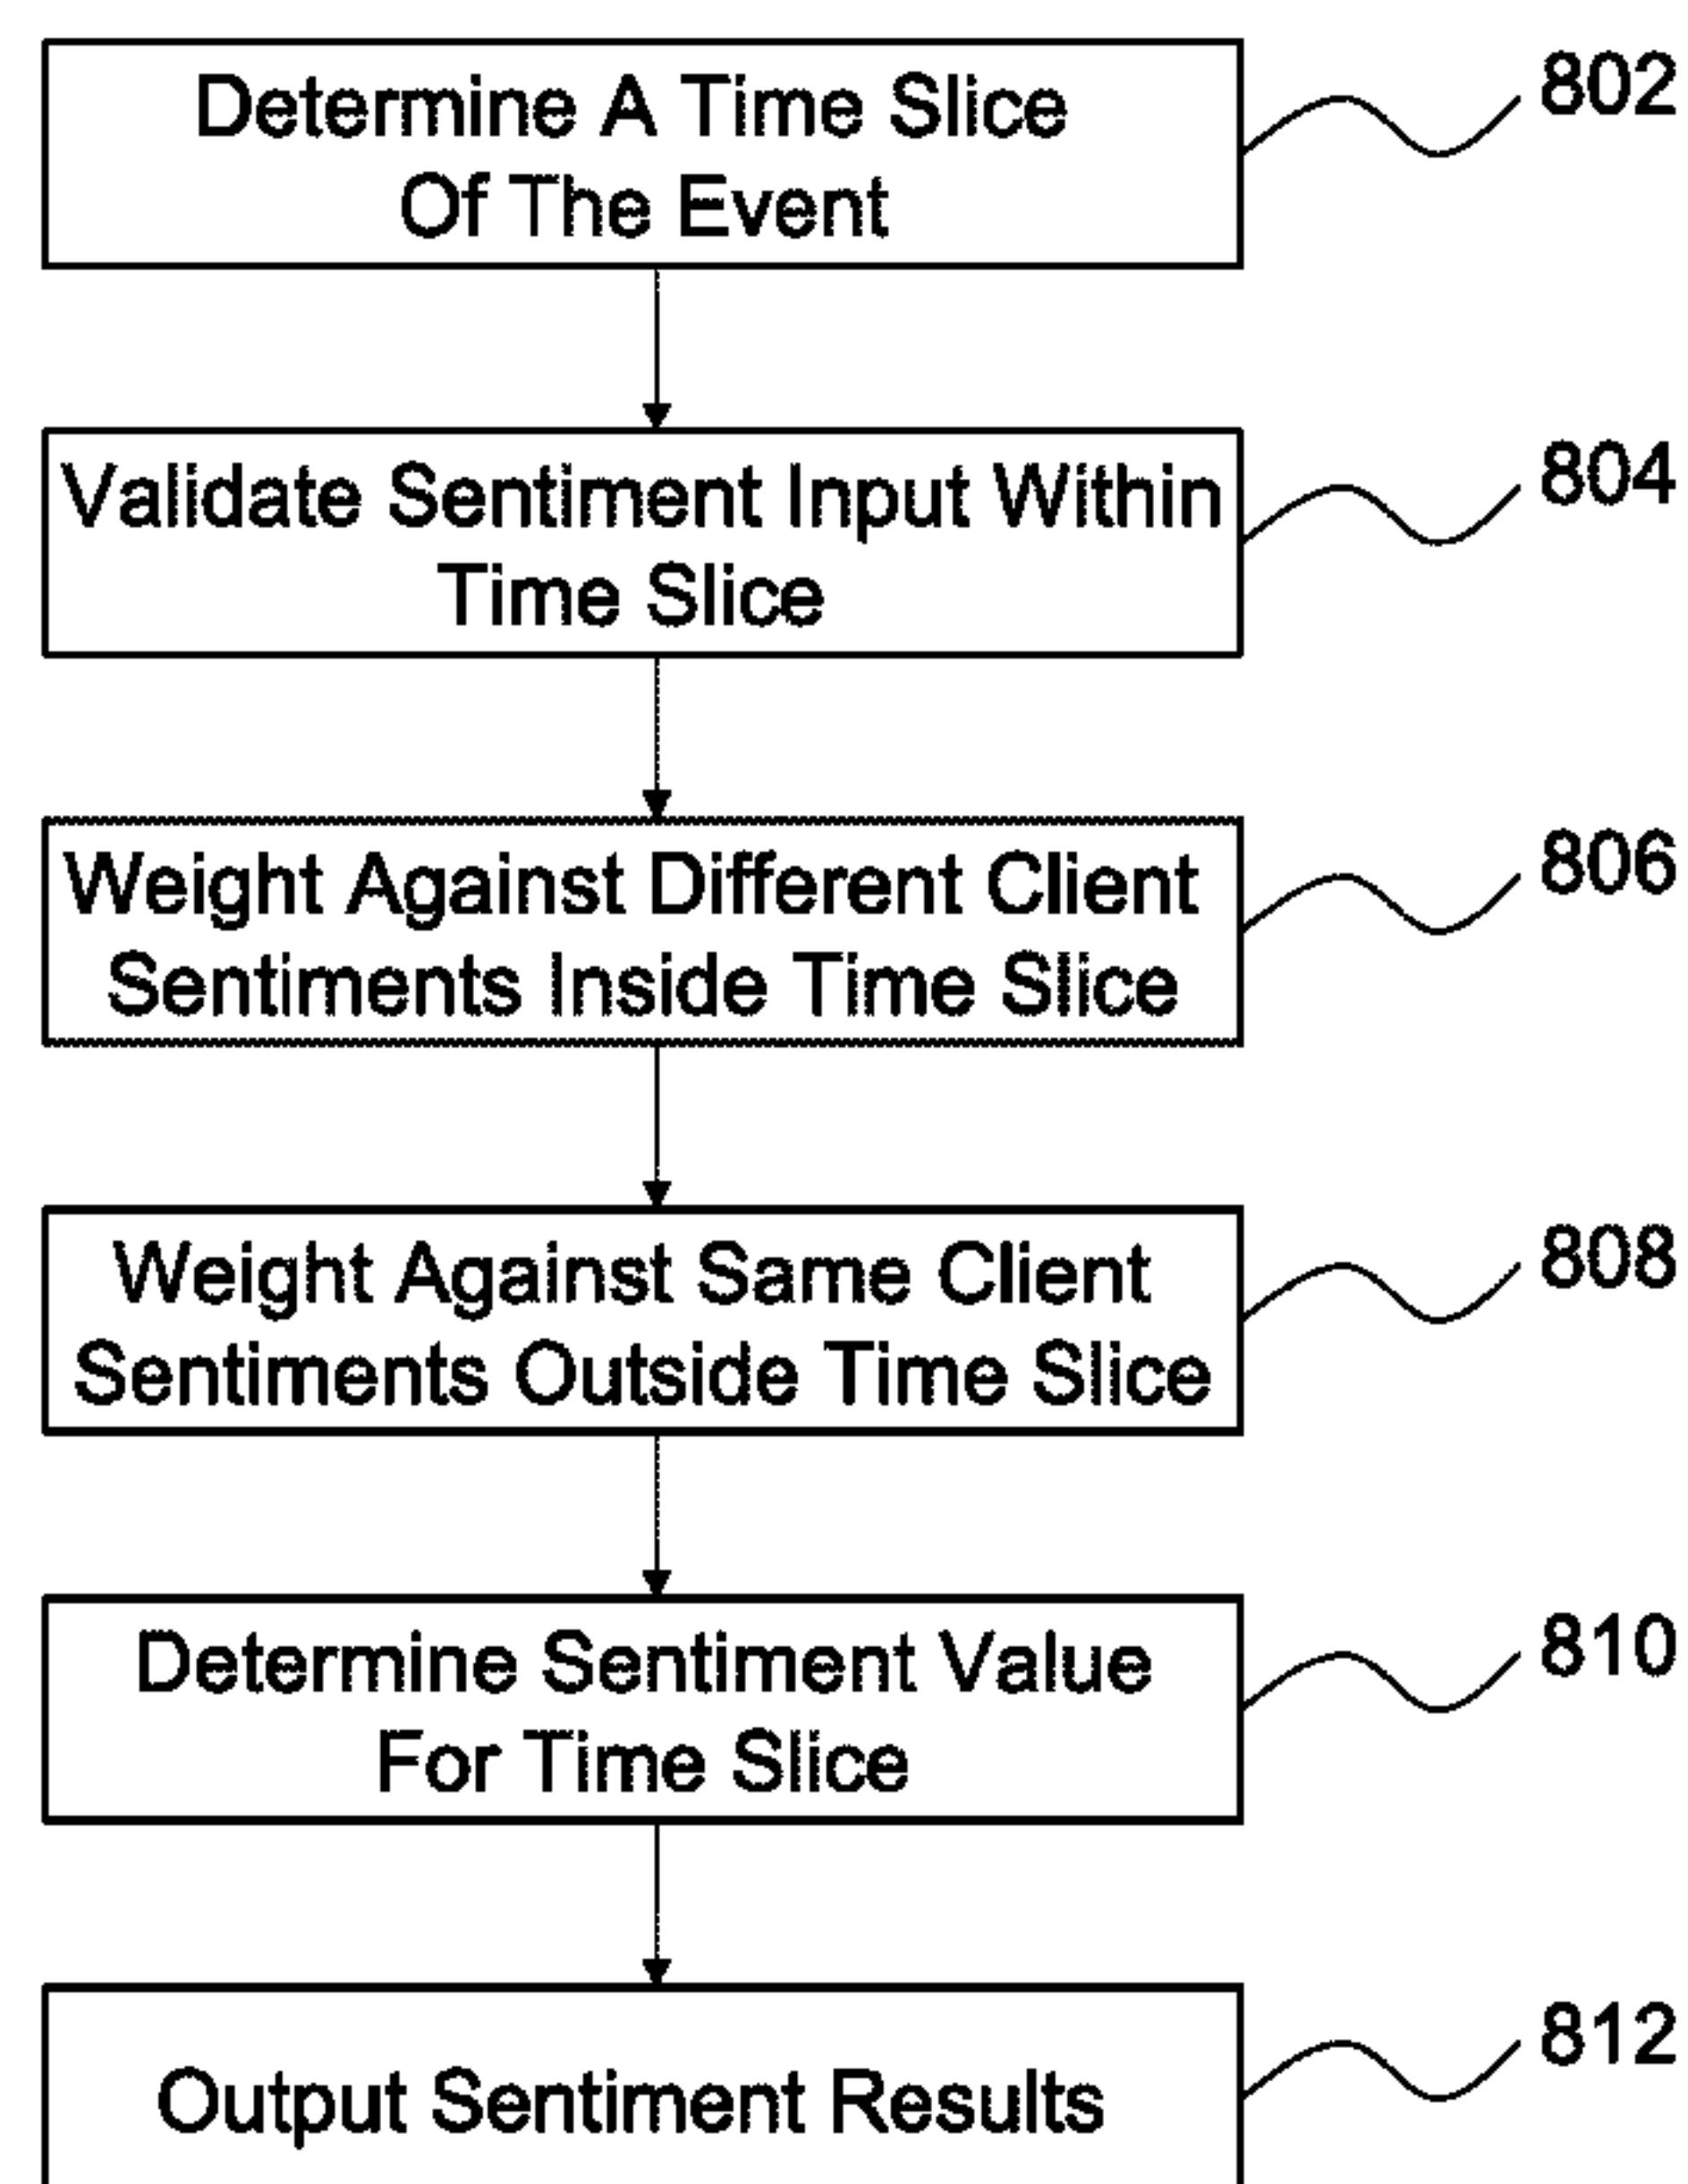 Determine A Time Slice
Of The Event
802
Validate Sentiment Input Within
Time Slice
804
Weight Against Different Client
Sentiments Inside Time Slice
806
Weight Against Same Client
Sentiments Outside Time Slice
808
Determine Sentiment Value
For Time Slice
810
Output Sentiment Results
812